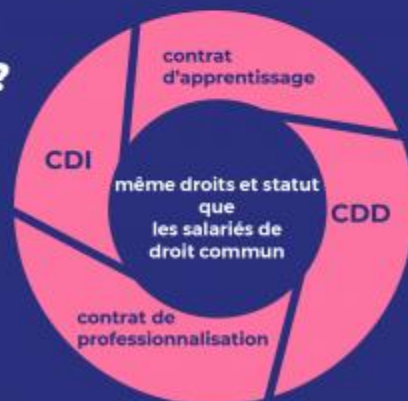 ?
contrat
d'apprentissage
CDI
même droits et statut
que
les salariés de
droit commun
CDD
contrat de
professionnalisation